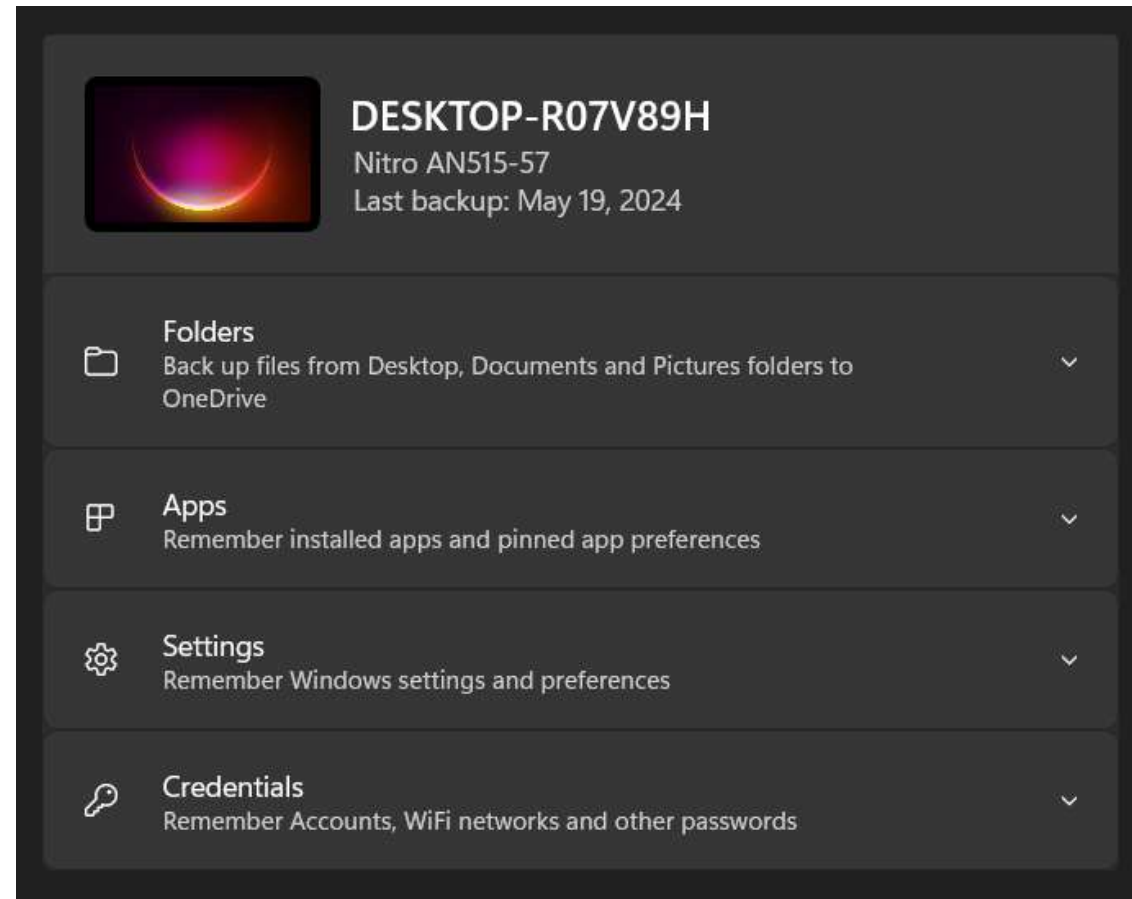 DESKTOP-R07V89H
Nitro AN515-57
Last backup: May 19, 2024
Folders
Back up files from Desktop, Documents and Pictures folders to
OneDrive
Apps
Remember installed apps and pinned app preferences
Settings
Remember Windows settings and preferences
Credentials
Remember Accounts, WiFi networks and other passwords